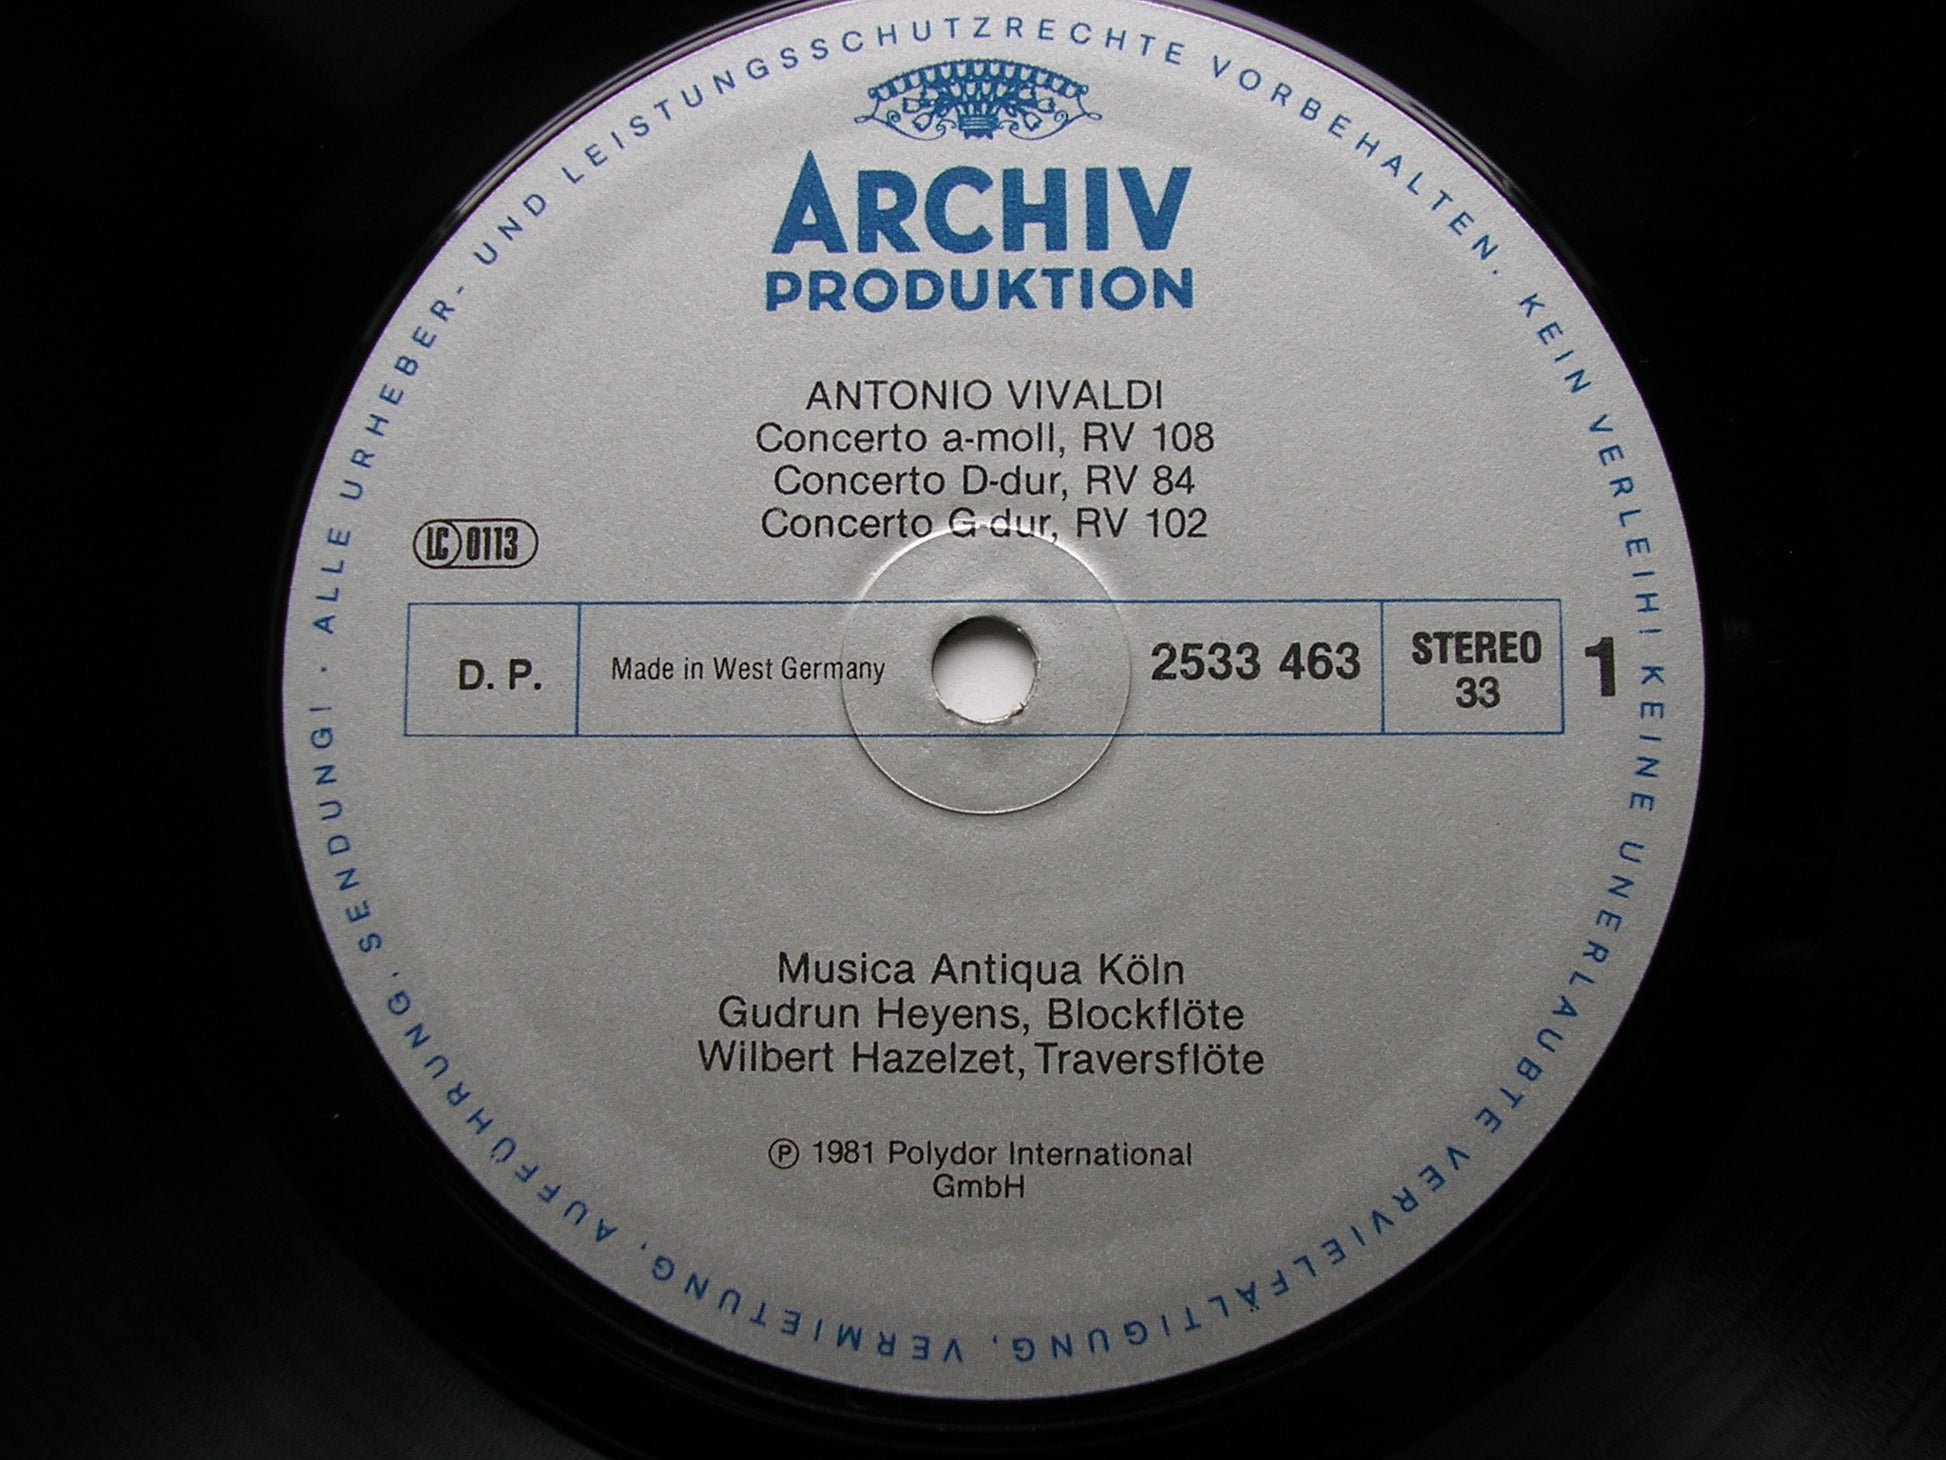 ALLE URHEBER- UND LEISTUNGSSCHUTZRECHTE VORBEHALTEN. KEIN VERLEIH! KEINE UNERLAUBTE VERVIELFÄLTIGUNG, VERMIETUNG, AUFFÜHRUNG, SENDUNG! ·
ARCHIV
PRODUKTION
ANTONIO VIVALDI
Concerto a-moll, RV 108
Concerto D-dur, RV 84
Concerto G-dur, RV 102
LC 0113
D. P.
Made in West Germany
2533 463
STEREO
33
1
Musica Antiqua Köln
Gudrun Heyens, Blockflöte
Wilbert Hazelzet, Traversflöte
℗ 1981 Polydor International
GmbH